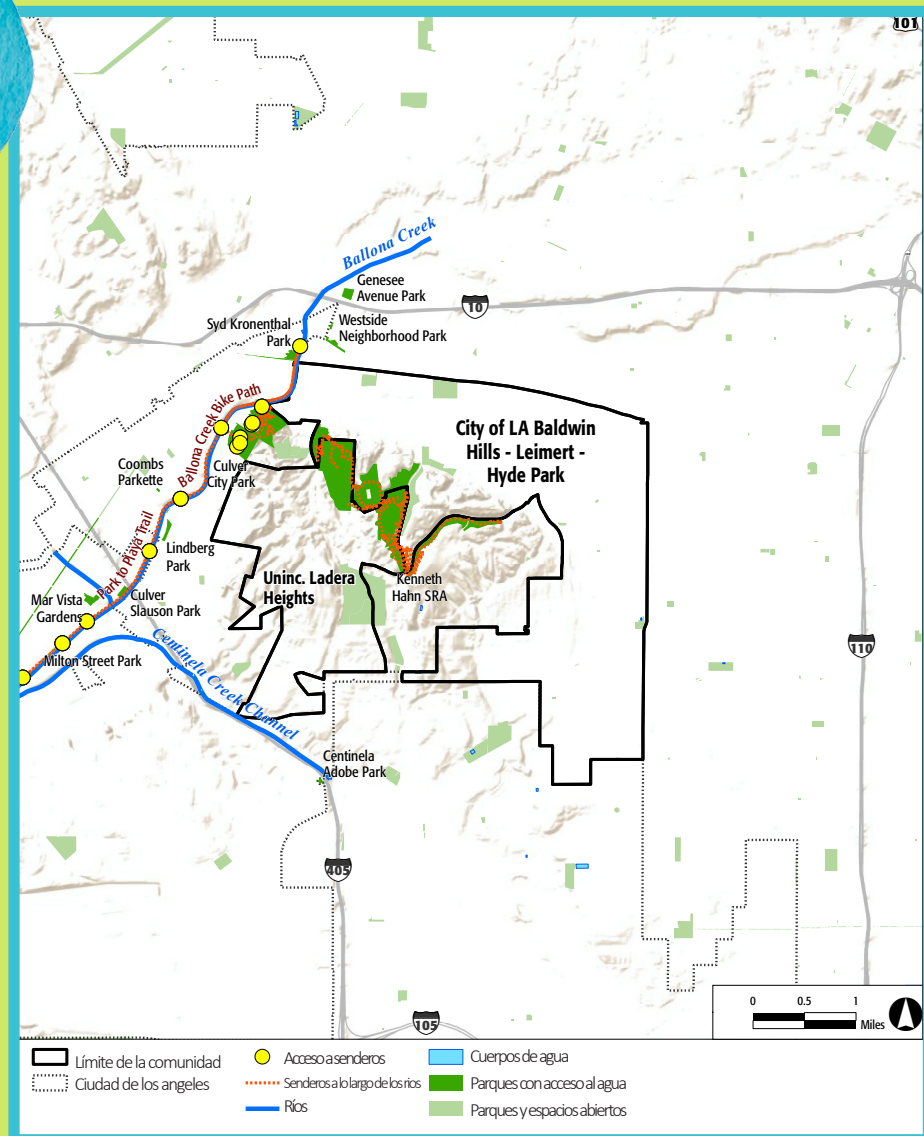 101
Ballona Creek
Genesee
Avenue Park
10
Syd Kronenthal
Park
Westside
Neighborhood Park
Ballona Creek Bike Path
City of LA Baldwin
Hills - Leimert -
Hyde Park
Coombs
Parkette
Culver
City Park
Park to Playa Trail
Lindberg
Park
Uninc. Ladera
Heights
Kenneth
Hahn SRA
Mar Vista
Gardens
Culver
Slauson Park
110
Milton Street Park
Centinela Creek Channel
Centinela
Adobe Park
405
105
0 0.5 1
Miles
Límite de la comunidad
Ciudad de los angeles
Acceso a senderos
Senderos a lo largo de los rios
Ríos
Cuerpos de agua
Parques con acceso al agua
Parques y espacios abiertos